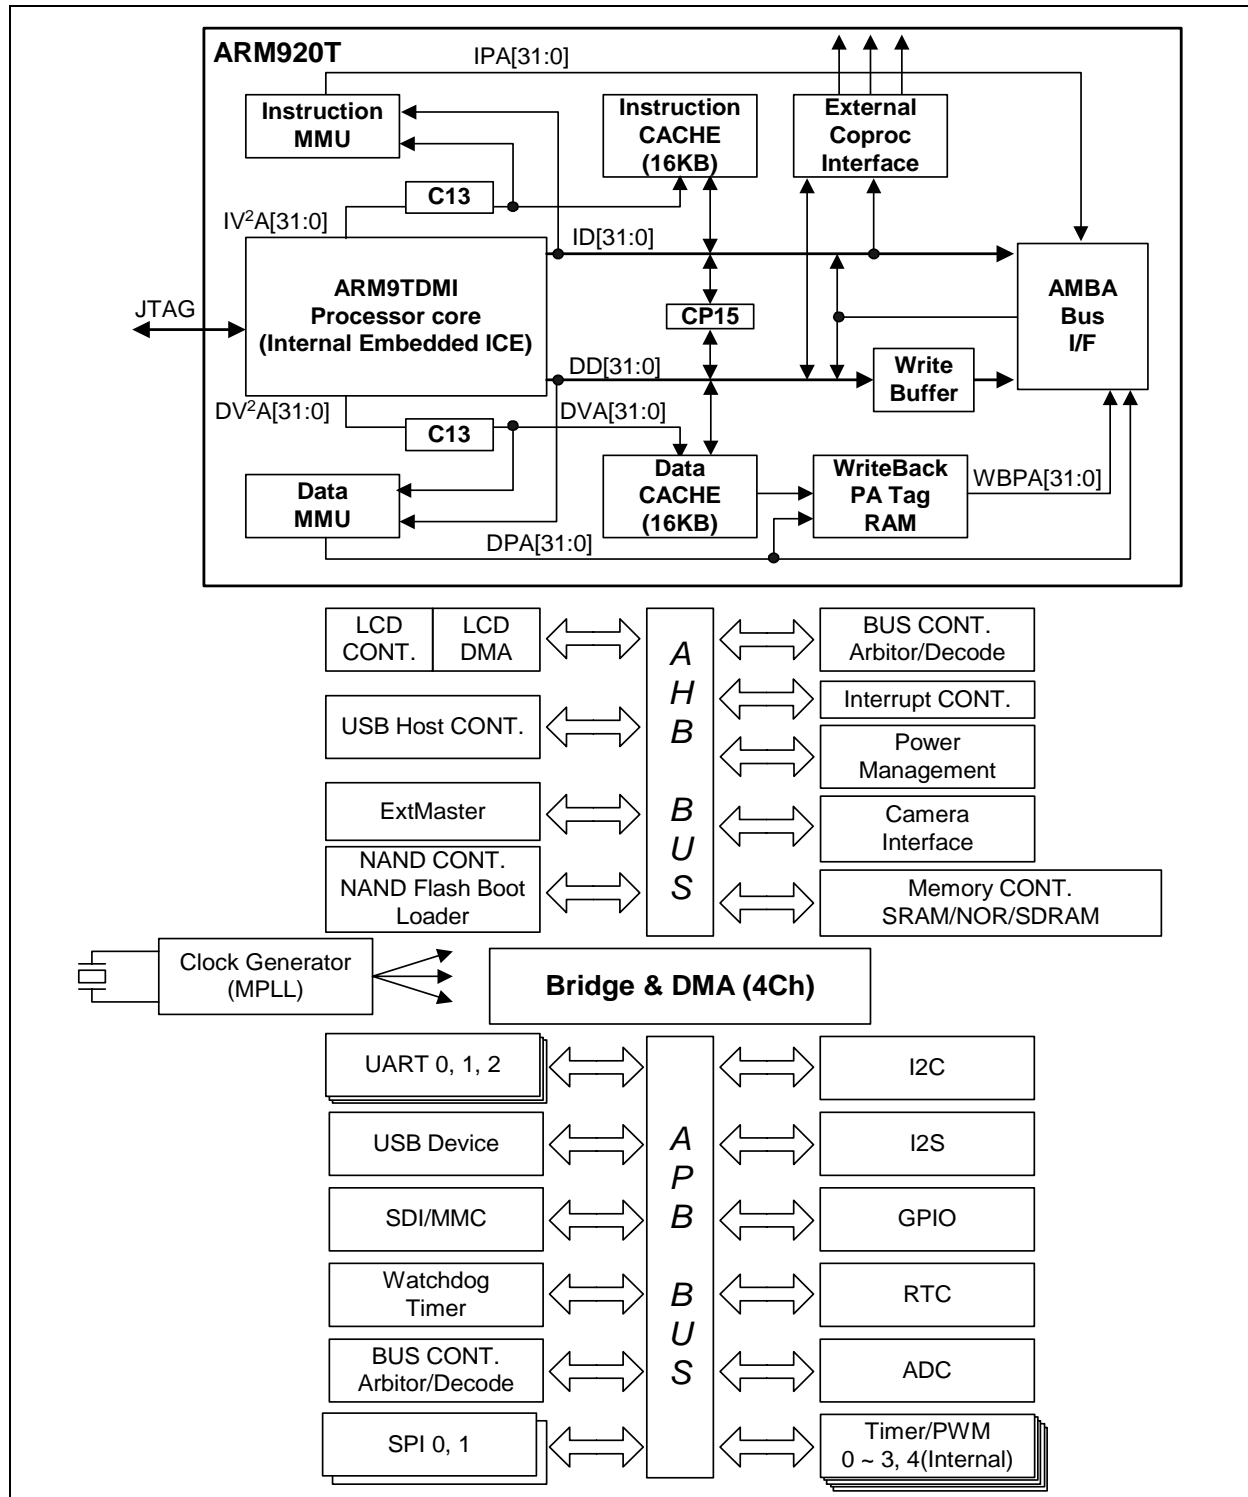 ARM920T
IPA[31:0]
Instruction
MMU
Instruction
CACHE
(16KB)
External
Coproc
Interface
C13
IV²A[31:0]
ID[31:0]
ARM9TDMI
Processor core
(Internal Embedded ICE)
JTAG
CP15
AMBA
Bus
I/F
DD[31:0]
Write
Buffer
DV²A[31:0]
C13
DVA[31:0]
Data
MMU
Data
CACHE
(16KB)
WriteBack
PA Tag
RAM
WBPA[31:0]
DPA[31:0]
LCD
CONT.
LCD
DMA
USB Host CONT.
ExtMaster
NAND CONT.
NAND Flash Boot
Loader
AHB BUS
BUS CONT.
Arbitor/Decode
Interrupt CONT.
Power
Management
Camera
Interface
Memory CONT.
SRAM/NOR/SDRAM
Clock Generator
(MPLL)
Bridge & DMA (4Ch)
UART 0, 1, 2
USB Device
SDI/MMC
Watchdog
Timer
BUS CONT.
Arbitor/Decode
SPI 0, 1
APB BUS
I2C
I2S
GPIO
RTC
ADC
Timer/PWM
0 ~ 3, 4(Internal)